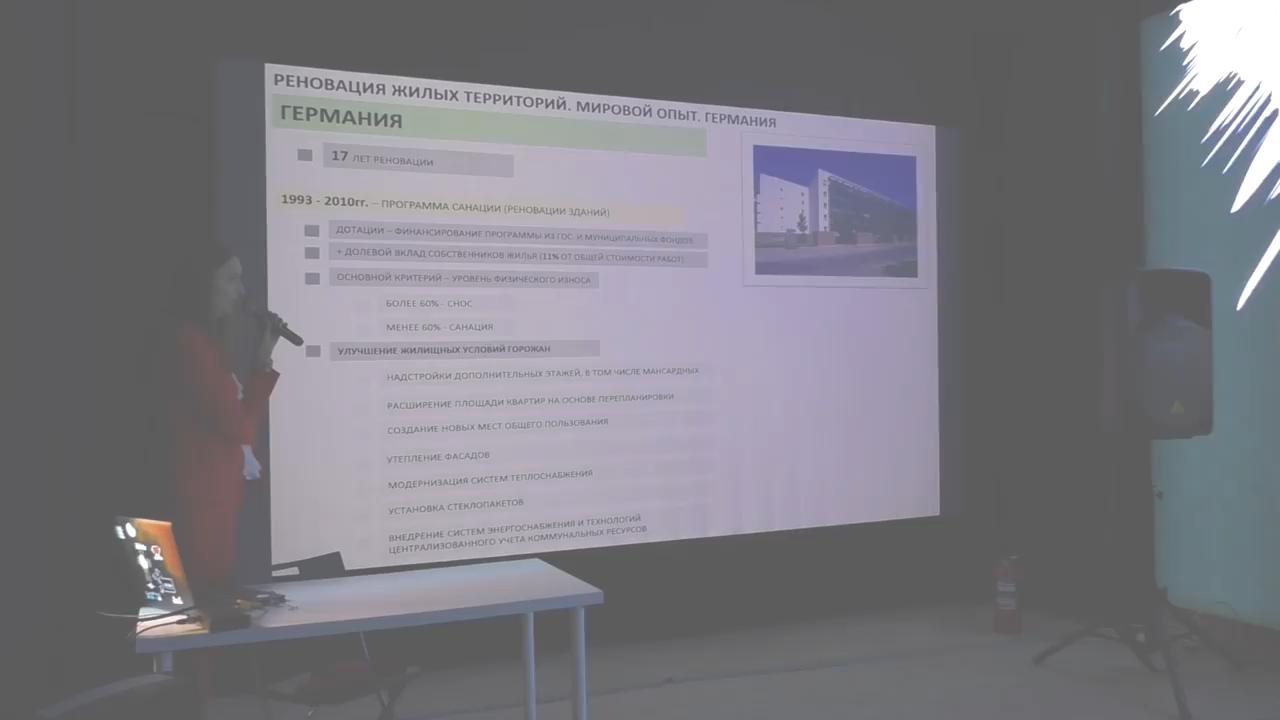 РЕНОВАЦИЯ ЖИЛЫХ ТЕРРИТОРИЙ. МИРОВОЙ ОПЫТ. ГЕРМАНИЯ
ГЕРМАНИЯ
17 ЛЕТ РЕНОВАЦИИ
1993 - 2010гг. – ПРОГРАММА САНАЦИИ (РЕНОВАЦИИ ЗДАНИЙ)
ДОТАЦИИ – ФИНАНСИРОВАНИЕ ПРОГРАММЫ ИЗ ГОС. И МУНИЦИПАЛЬНЫХ ФОНДОВ
+ ДОЛЕВОЙ ВКЛАД СОБСТВЕННИКОВ ЖИЛЬЯ (11% ОТ ОБЩЕЙ СТОИМОСТИ РАБОТ)
ОСНОВНОЙ КРИТЕРИЙ – УРОВЕНЬ ФИЗИЧЕСКОГО ИЗНОСА
БОЛЕЕ 60% - СНОС
МЕНЕЕ 60% - САНАЦИЯ
УЛУЧШЕНИЕ ЖИЛИЩНЫХ УСЛОВИЙ ГОРОЖАН
НАДСТРОЙКИ ДОПОЛНИТЕЛЬНЫХ ЭТАЖЕЙ, В ТОМ ЧИСЛЕ МАНСАРДНЫХ
РАСШИРЕНИЕ ПЛОЩАДИ КВАРТИР НА ОСНОВЕ ПЕРЕПЛАНИРОВКИ
СОЗДАНИЕ НОВЫХ МЕСТ ОБЩЕГО ПОЛЬЗОВАНИЯ
УТЕПЛЕНИЕ ФАСАДОВ
МОДЕРНИЗАЦИЯ СИСТЕМ ТЕПЛОСНАБЖЕНИЯ
УСТАНОВКА СТЕКЛОПАКЕТОВ
ВНЕДРЕНИЕ СИСТЕМ ЭНЕРГОСНАБЖЕНИЯ И ТЕХНОЛОГИЙ
ЦЕНТРАЛИЗОВАННОГО УЧЕТА КОММУНАЛЬНЫХ РЕСУРСОВ